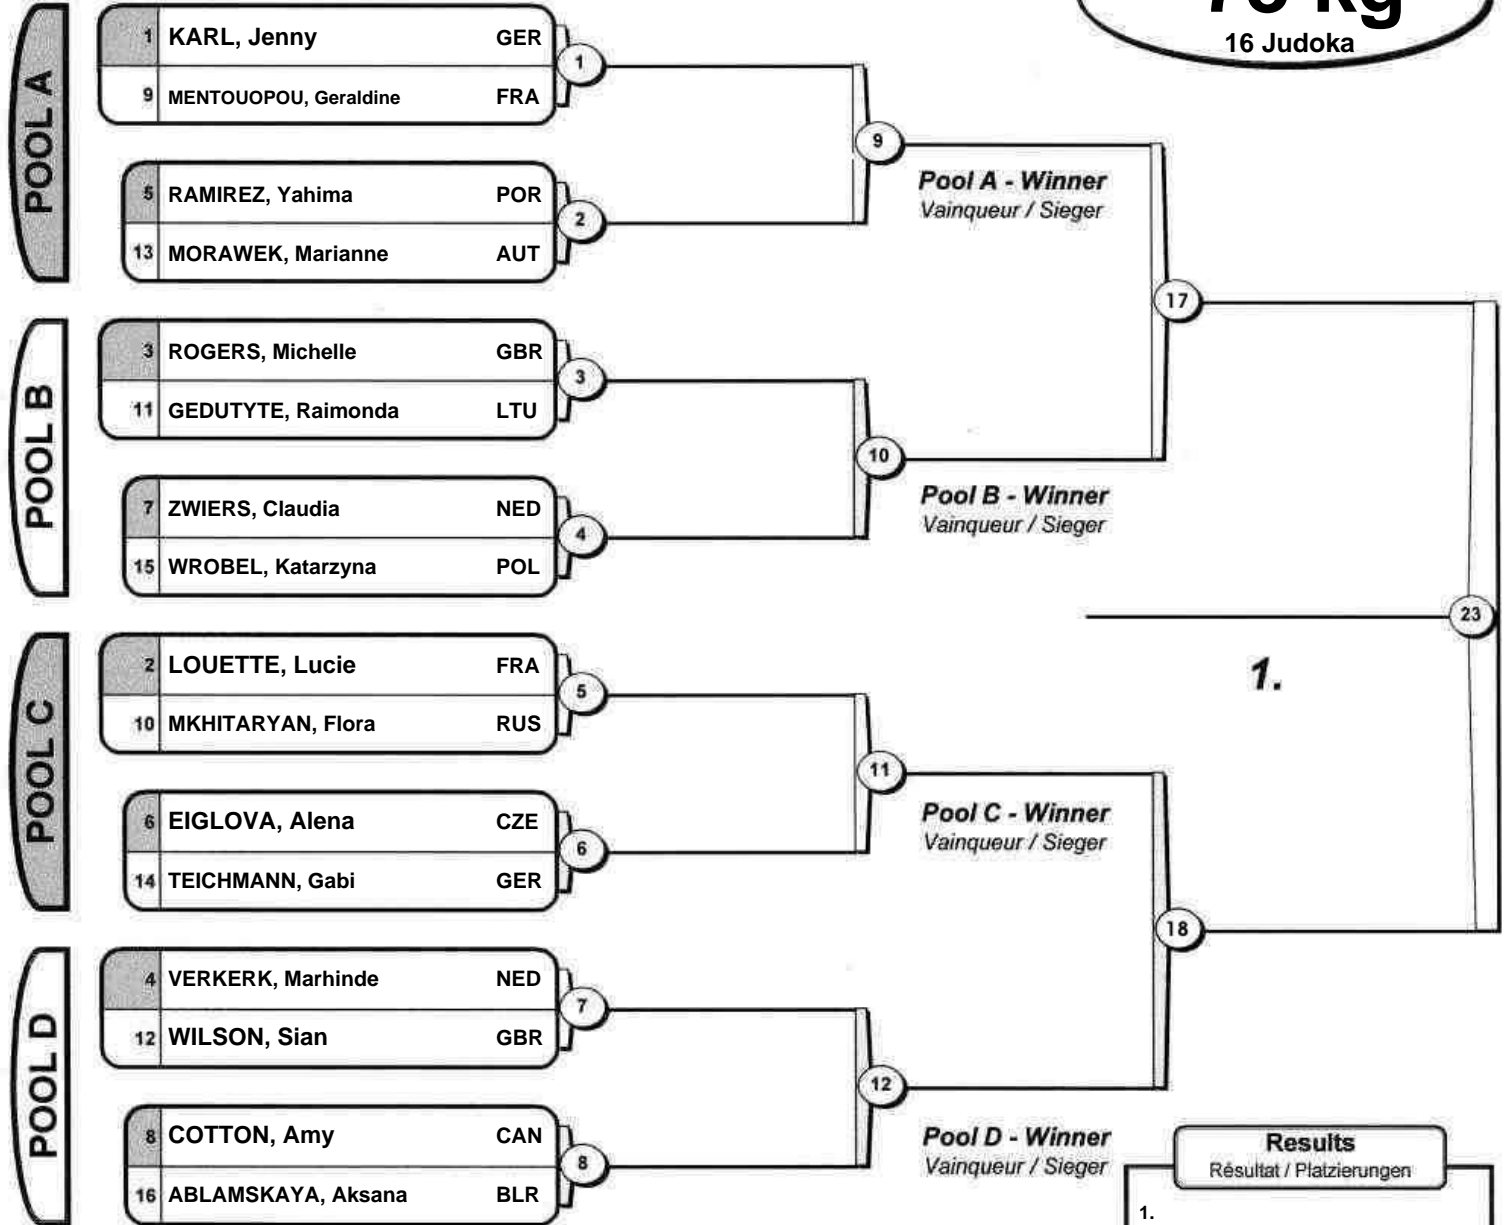 78 kg
16 Judoka
POOL A
1 KARL, Jenny GER
9 MENTOUOPOU, Geraldine FRA
1
5 RAMIREZ, Yahima POR
13 MORAWEK, Marianne AUT
2
9
Pool A - Winner
Vainqueur / Sieger
POOL B
3 ROGERS, Michelle GBR
11 GEDUTYTE, Raimonda LTU
3
7 ZWIERS, Claudia NED
15 WROBEL, Katarzyna POL
4
10
Pool B - Winner
Vainqueur / Sieger
17
POOL C
2 LOUETTE, Lucie FRA
10 MKHITARYAN, Flora RUS
5
6 EIGLOVA, Alena CZE
14 TEICHMANN, Gabi GER
6
11
Pool C - Winner
Vainqueur / Sieger
23
1.
POOL D
4 VERKERK, Marhinde NED
12 WILSON, Sian GBR
7
8 COTTON, Amy CAN
16 ABLAMSKAYA, Aksana BLR
8
12
Pool D - Winner
Vainqueur / Sieger
18
Results
Résultat / Platzierungen
1.